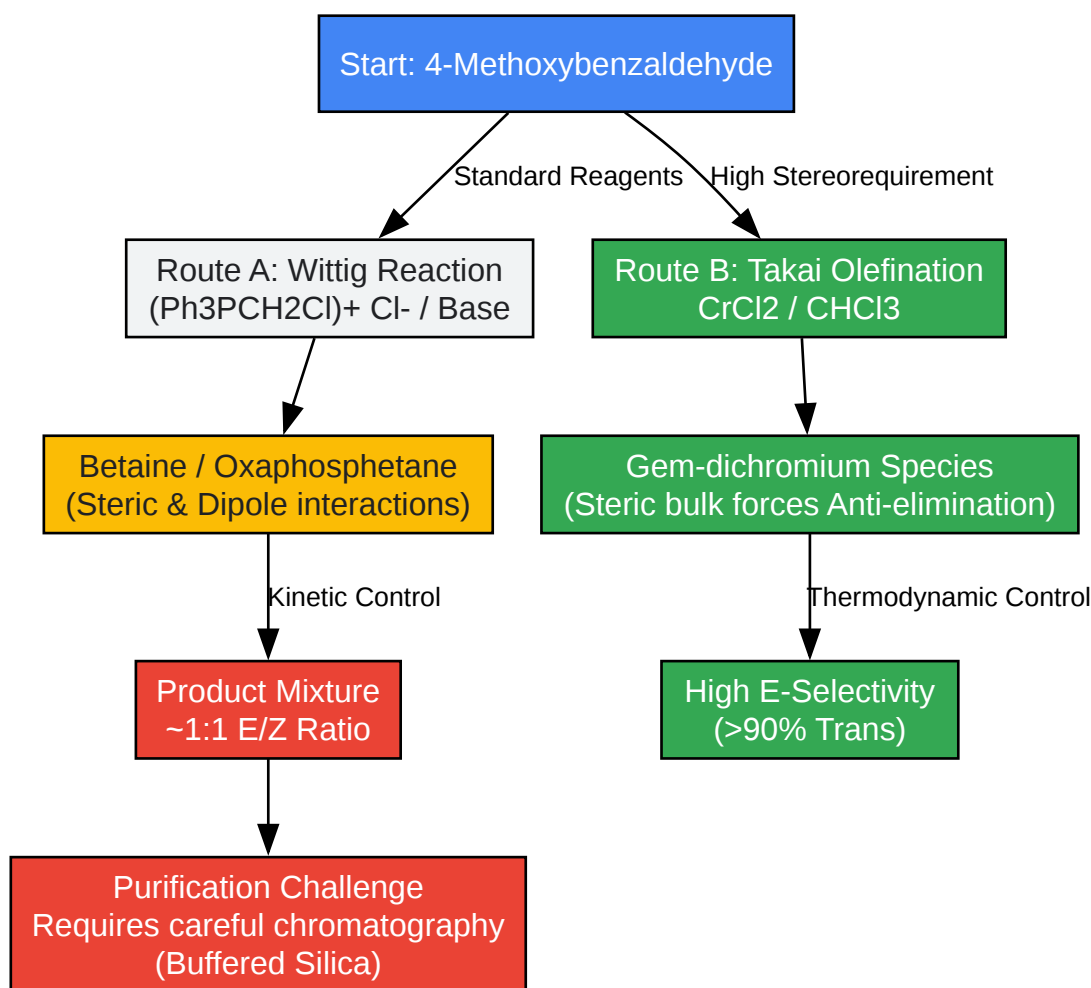 Start: 4-Methoxybenzaldehyde
Standard Reagents
High Stereorequirement
Route A: Wittig Reaction
(Ph3PCH2Cl)+ Cl- / Base
Route B: Takai Olefination
CrCl2 / CHCl3
Betaine / Oxaphosphetane
(Steric & Dipole interactions)
Gem-dichromium Species
(Steric bulk forces Anti-elimination)
Kinetic Control
Thermodynamic Control
Product Mixture
~1:1 E/Z Ratio
High E-Selectivity
(>90% Trans)
Purification Challenge
Requires careful chromatography
(Buffered Silica)